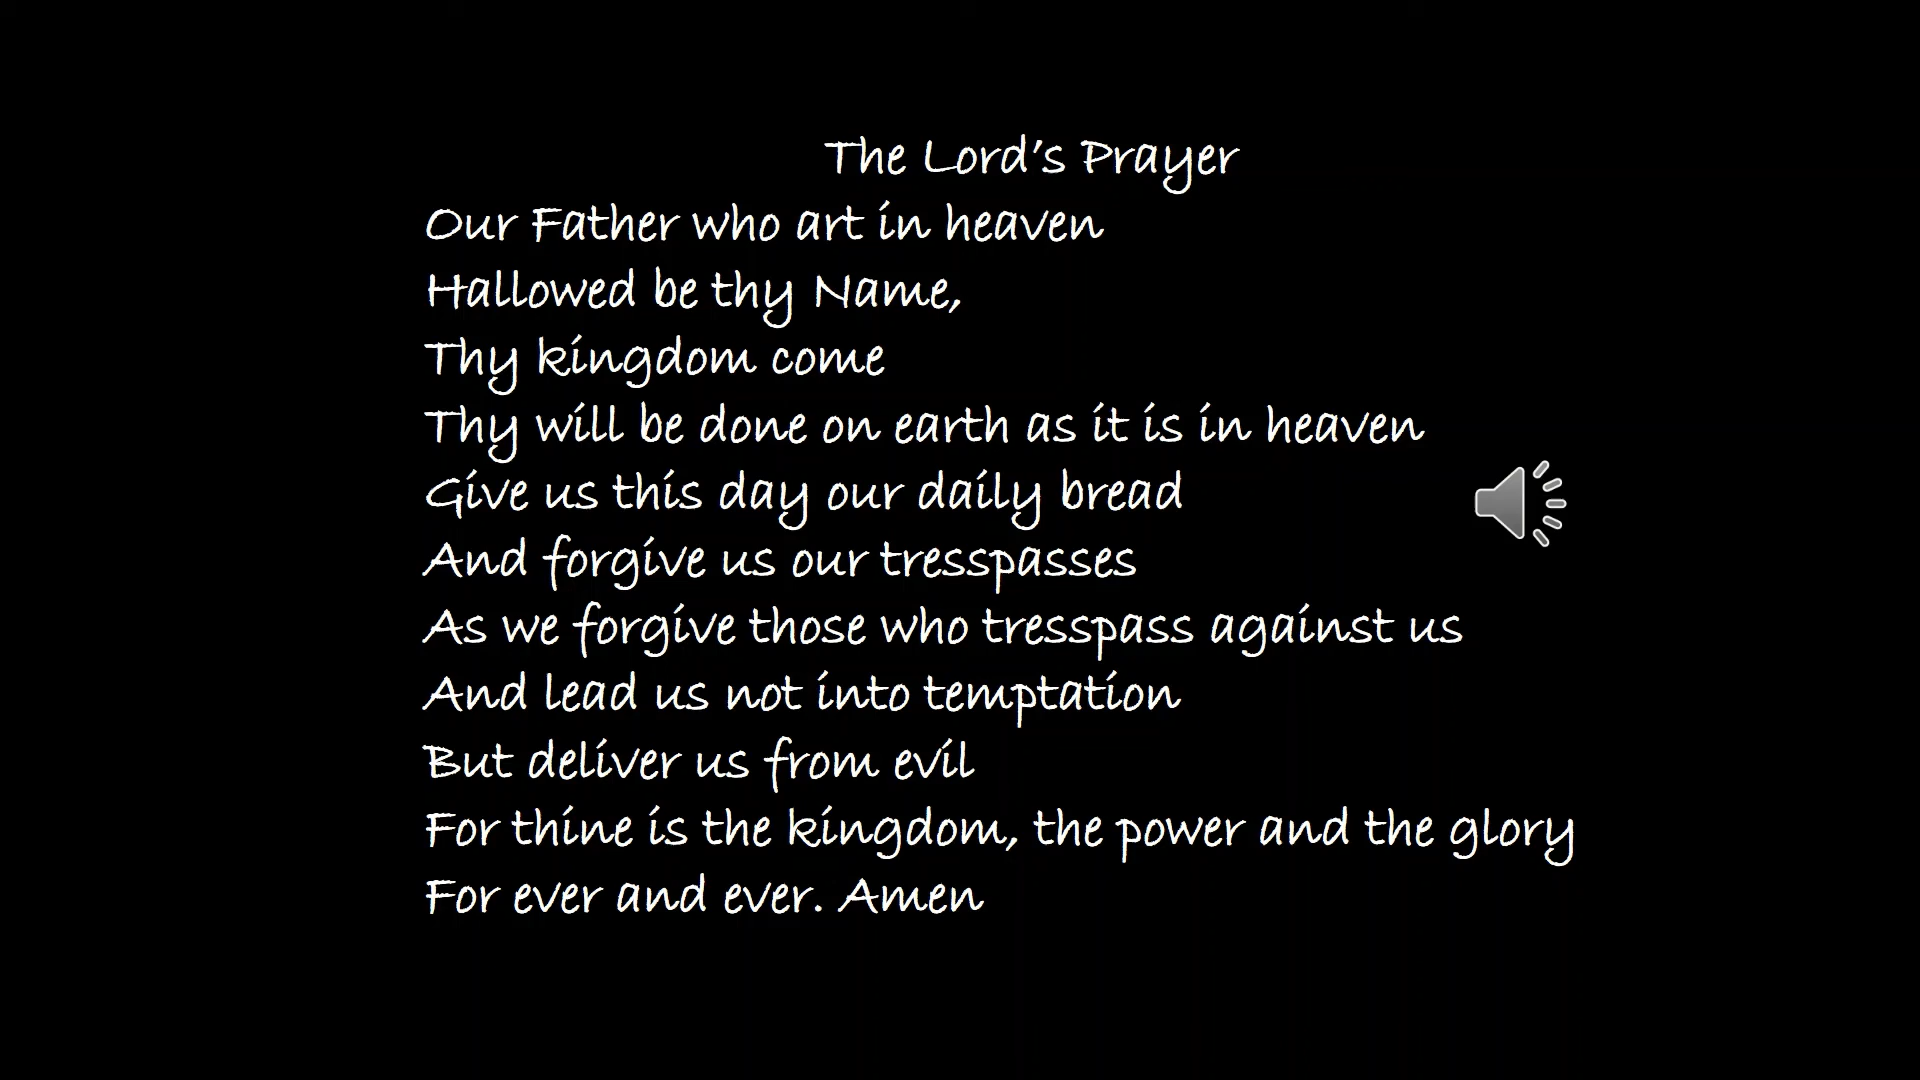 The Lord's Prayer
Our Father who art in heaven
Hallowed be thy Name,
Thy kingdom come
Thy will be done on earth as it is in heaven
Give us this day our daily bread
And forgive us our tresspasses
As we forgive those who tresspass against us
And lead us not into temptation
But deliver us from evil
For thine is the kingdom, the power and the glory
For ever and ever. Amen